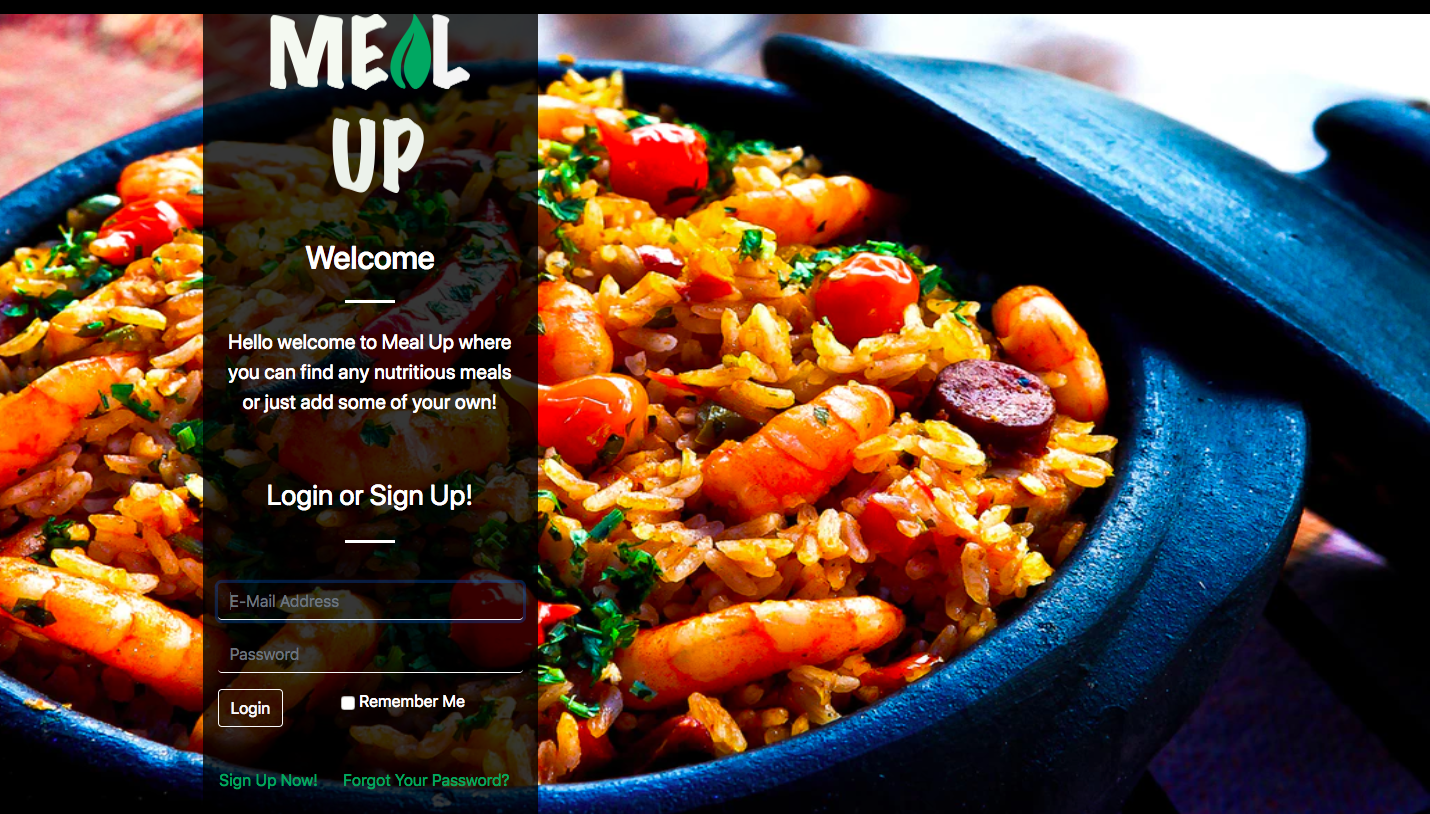 MEAL
UP
Welcome
Hello welcome to Meal Up where
you can find any nutritious meals
or just add some of your own!
Login or Sign Up!
E-Mail Address
Password
Login
Remember Me
Sign Up Now!
Forgot Your Password?